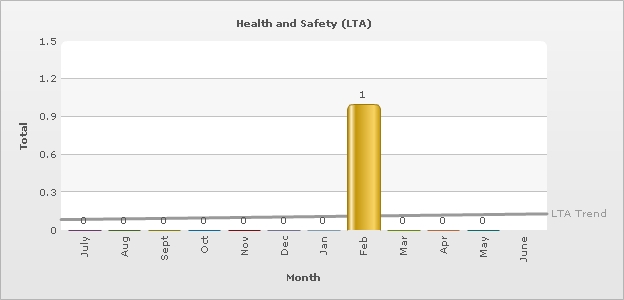 Health and Safety (LTA)
1.5
1.2
0.9
0.6
0.3
0
Total
1
0 0 0 0 0 0 0 0 0 0
LTA Trend
July Aug Sept Oct Nov Dec Jan Feb Mar Apr May June
Month